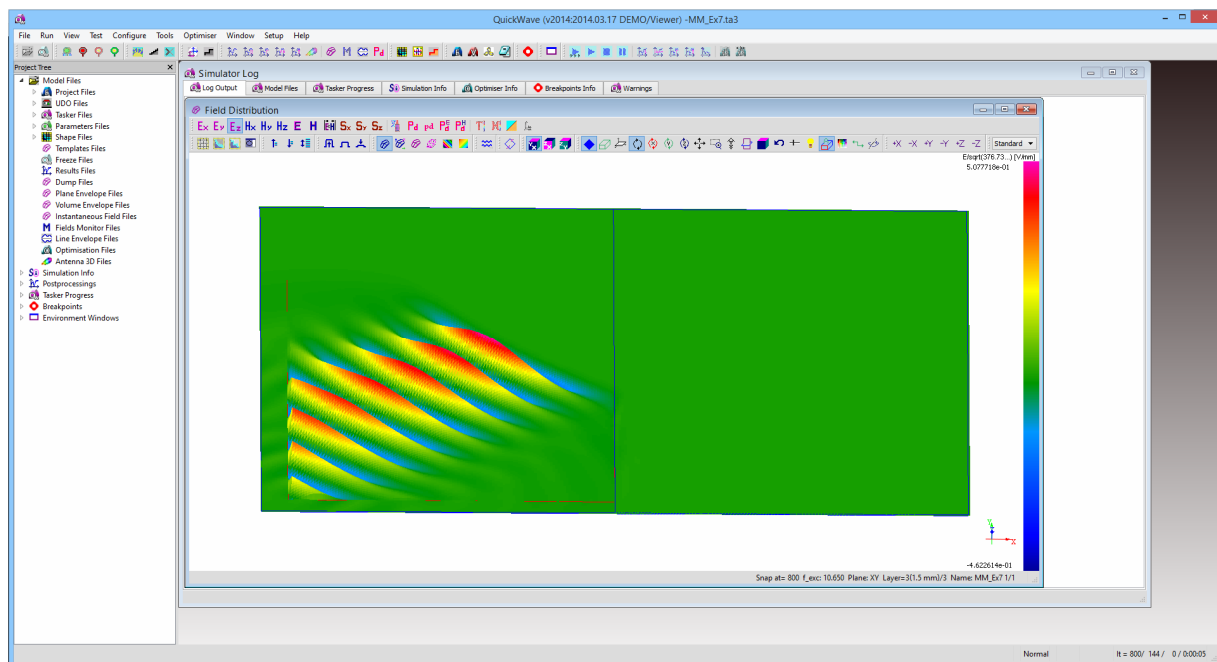 QuickWave (v2014:2014.03.17 DEMO/Viewer) -MM_Ex7.ta3
File Run View Test Configure Tools Optimiser Window Setup Help
Project Tree
Model Files
Project Files
UDO Files
Tasker Files
Parameters Files
Shape Files
Templates Files
Freeze Files
Results Files
Dump Files
Plane Envelope Files
Volume Envelope Files
Instantaneous Field Files
Fields Monitor Files
Line Envelope Files
Optimisation Files
Antenna 3D Files
Simulation Info
Postprocessings
Tasker Progress
Breakpoints
Environment Windows
Simulator Log
Log Output Model Files Tasker Progress Simulation Info Optimiser Info Breakpoints Info Warnings
Field Distribution
Ex Ey Ez Hx Hy Hz E H Sx Sy Sz Pd pd
+X -X +Y -Y +Z -Z Standard
E/sqrt(376.73...) [V/mm]
5.077718e-01
Y
X
-4.622614e-01
Snap at= 800 f_exc: 10.650 Plane: XY Layer=3(1.5 mm)/3 Name: MM_Ex7 1/1
Normal It = 800/ 144 / 0 / 0:00:05